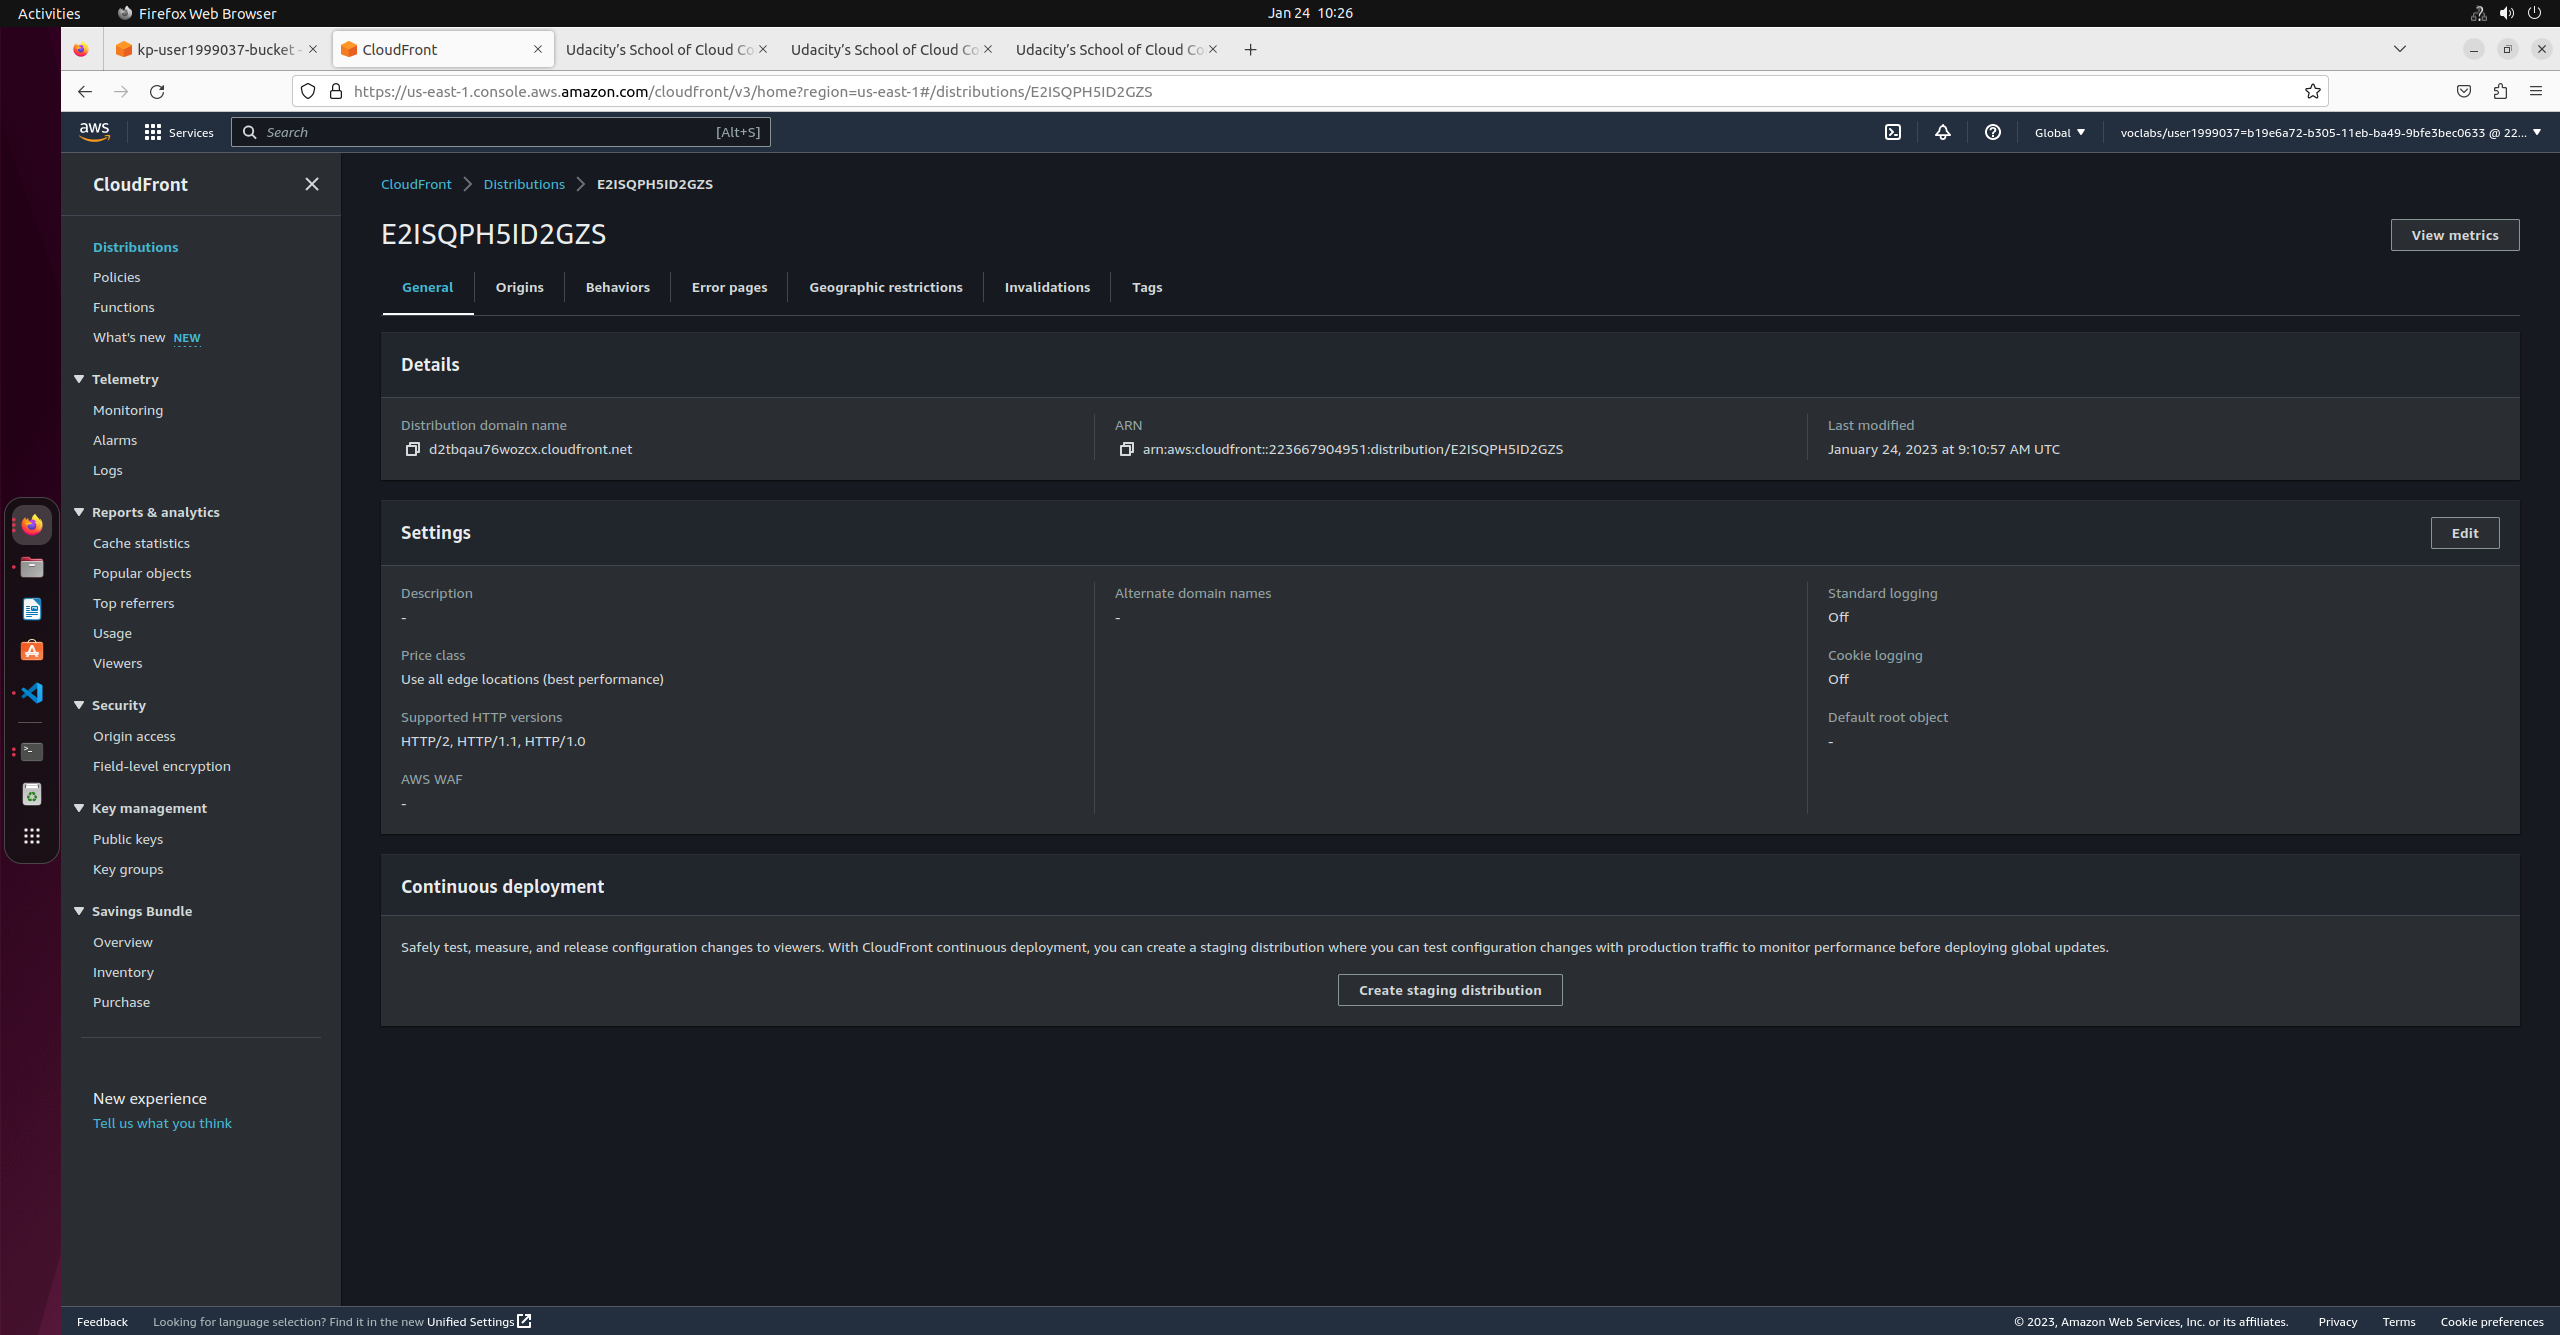 Activities
Firefox Web Browser
Jan 24 10:26
kp-user1999037-bucket -
CloudFront
Udacity's School of Cloud Co
Udacity's School of Cloud Co
Udacity's School of Cloud Co
https://us-east-1.console.aws.amazon.com/cloudfront/v3/home?region=us-east-1#/distributions/E2ISQPH5ID2GZS
aws
Services
Search
[Alt+S]
Global
voclabs/user1999037=b19e6a72-b305-11eb-ba49-9bfe3bec0633 @ 22...
CloudFront
Distributions
Policies
Functions
What's new NEW
Telemetry
Monitoring
Alarms
Logs
Reports & analytics
Cache statistics
Popular objects
Top referrers
Usage
Viewers
Security
Origin access
Field-level encryption
Key management
Public keys
Key groups
Savings Bundle
Overview
Inventory
Purchase
New experience
Tell us what you think
CloudFront
Distributions
E2ISQPH5ID2GZS
E2ISQPH5ID2GZS
View metrics
General
Origins
Behaviors
Error pages
Geographic restrictions
Invalidations
Tags
Details
Distribution domain name
d2tbqau76wozcx.cloudfront.net
ARN
arn:aws:cloudfront::223667904951:distribution/E2ISQPH5ID2GZS
Last modified
January 24, 2023 at 9:10:57 AM UTC
Settings
Edit
Description
-
Price class
Use all edge locations (best performance)
Supported HTTP versions
HTTP/2, HTTP/1.1, HTTP/1.0
AWS WAF
-
Alternate domain names
-
Standard logging
Off
Cookie logging
Off
Default root object
-
Continuous deployment
Safely test, measure, and release configuration changes to viewers. With CloudFront continuous deployment, you can create a staging distribution where you can test configuration changes with production traffic to monitor performance before deploying global updates.
Create staging distribution
Feedback
Looking for language selection? Find it in the new Unified Settings
© 2023, Amazon Web Services, Inc. or its affiliates.
Privacy
Terms
Cookie preferences